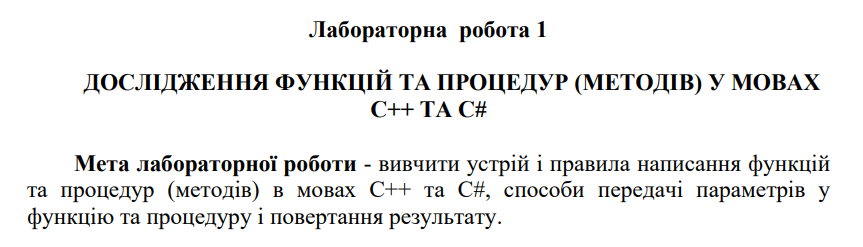 Лабораторна робота 1
ДОСЛІДЖЕННЯ ФУНКЦІЙ ТА ПРОЦЕДУР (МЕТОДІВ) У МОВАХ
C++ ТА C#
Мета лабораторної роботи - вивчити устрій і правила написання функцій
та процедур (методів) в мовах C++ та C#, способи передачі параметрів у
функцію та процедуру і повертання результату.